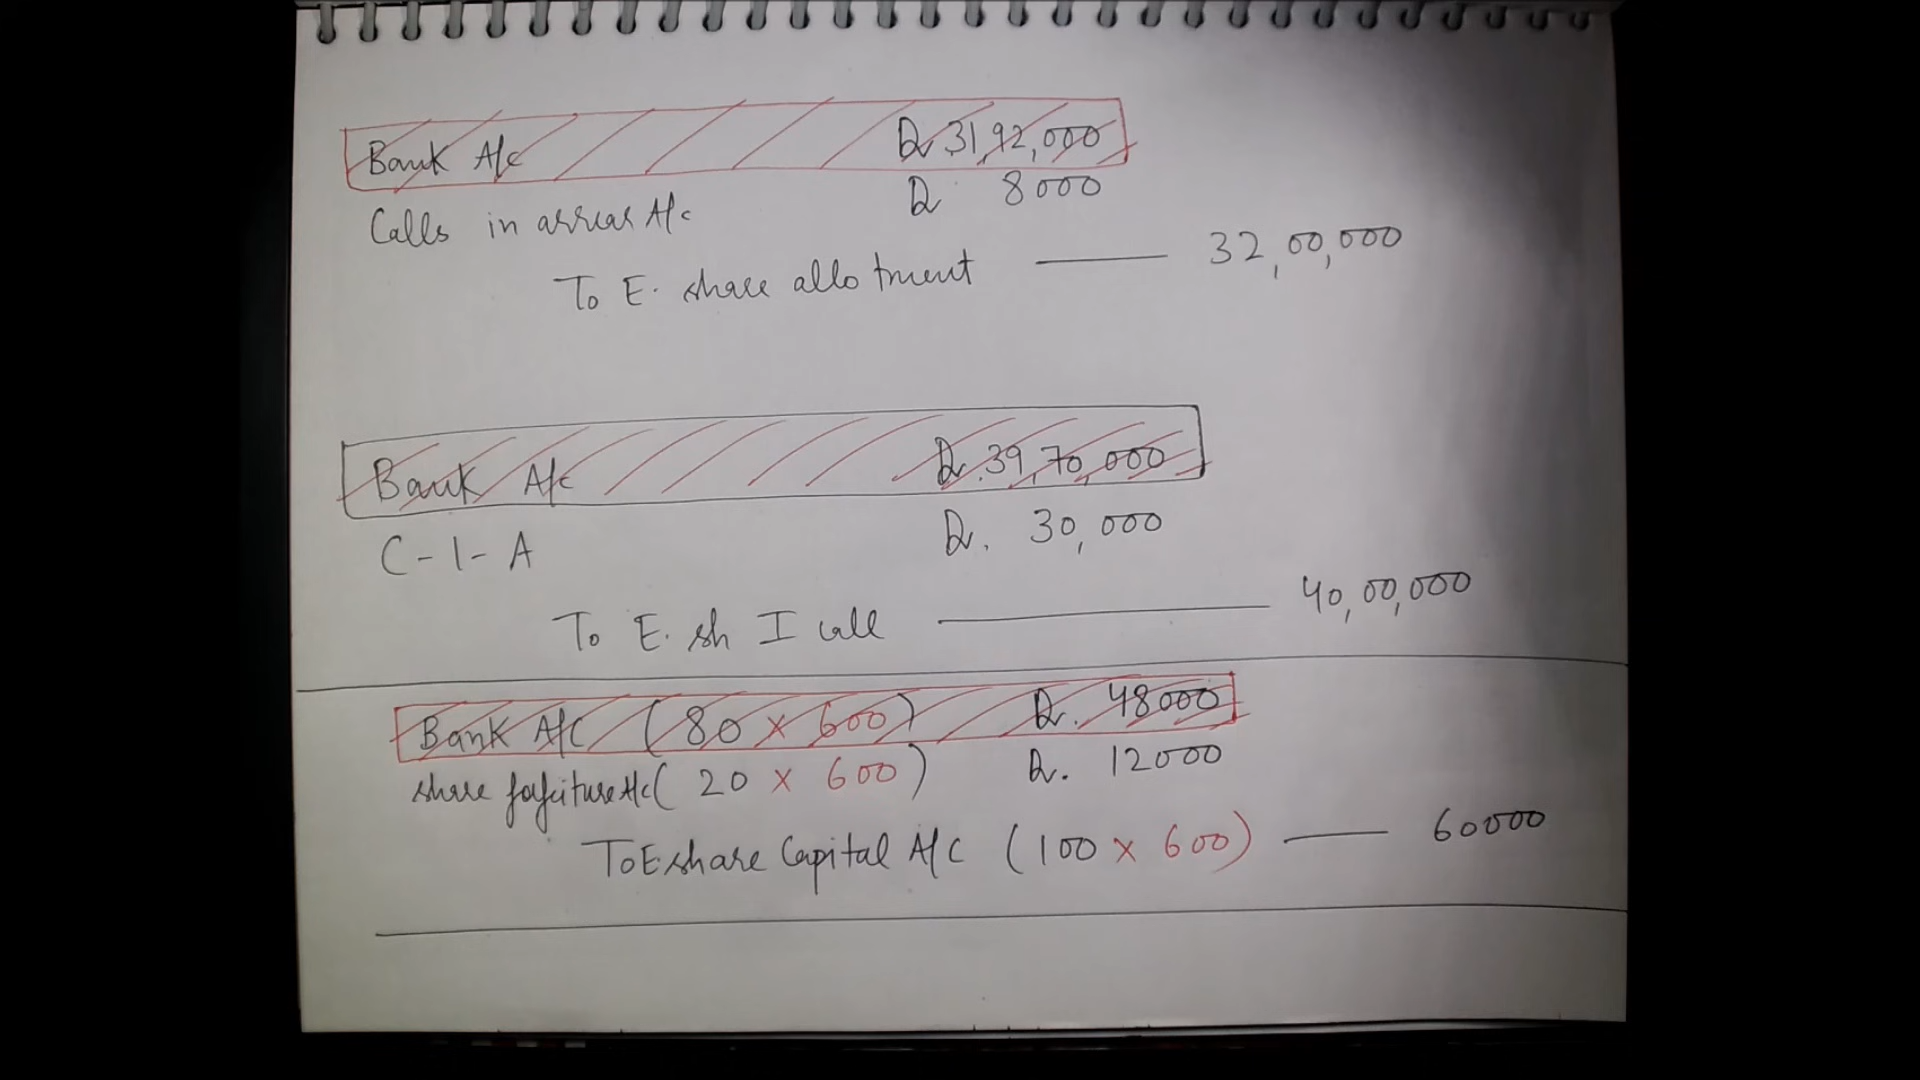 Bank A/c Dr 31,92,000
Calls in arrear A/c Dr 8000
To E. share allotment 32,00,000
Bank A/c Dr. 39,70,000
C-I-A Dr. 30,000
To E. sh I call 40,00,000
Bank A/C (80 x 600) Dr. 48000
share forfeiture A/c (20 x 600) Dr. 12000
To E share Capital A/C (100 x 600) 60000